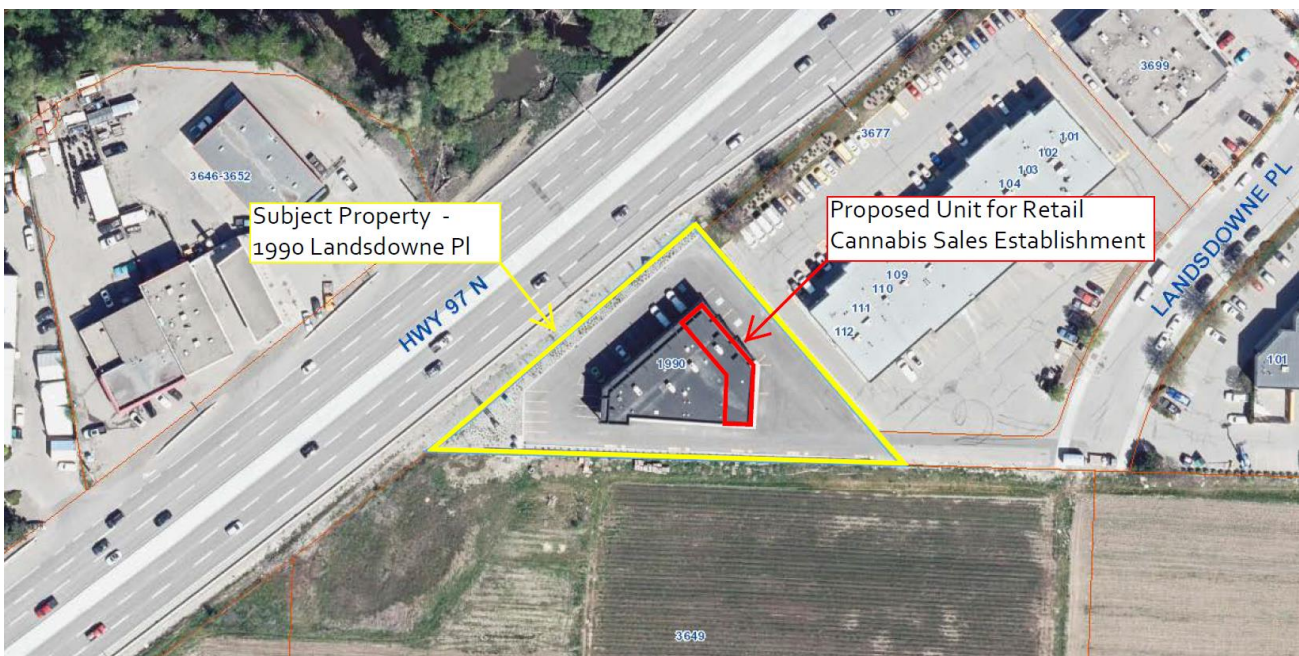 3699
3677
101
102
103
104
3646-3652
Subject Property -
1990 Landsdowne Pl
Proposed Unit for Retail
Cannabis Sales Establishment
LANDSDOWNE PL
HWY 97 N
109
110
111
112
1990
101
3649